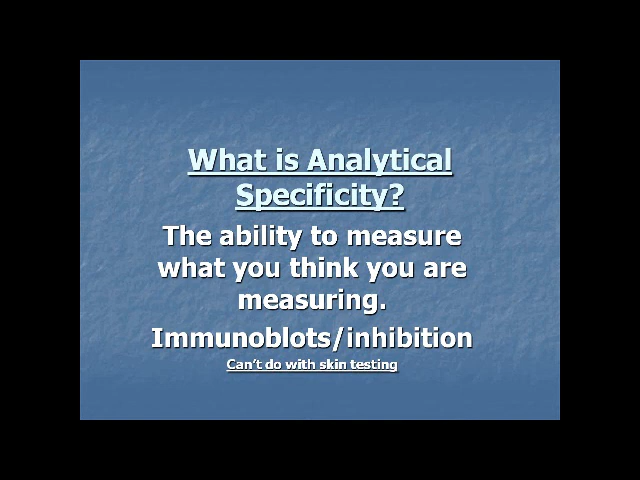 What is Analytical
Specificity?
The ability to measure
what you think you are
measuring.
Immunoblots/inhibition
Can't do with skin testing